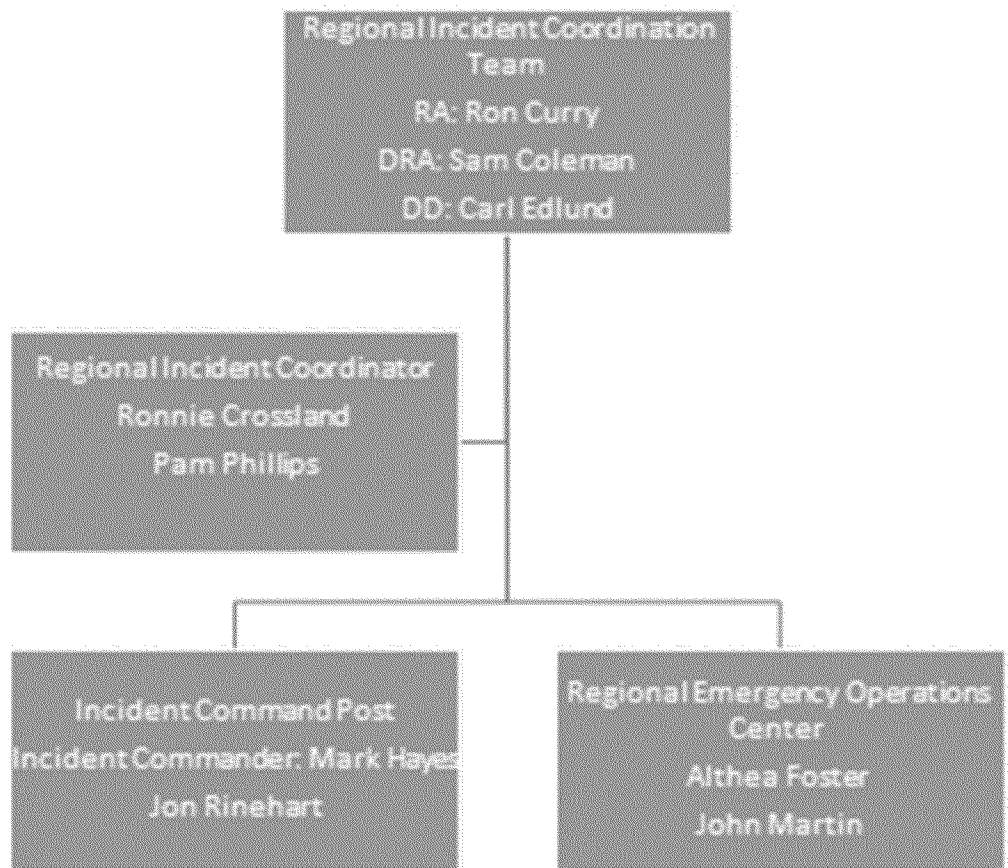 Regional Incident Coordination
Team
RA: Ron Curry
DRA: Sam Coleman
DD: Carl Edlund
Regional Incident Coordinator
Ronnie Crossland
Pam Phillips
Incident Command Post
Incident Commander: Mark Hayes
Jon Rinehart
Regional Emergency Operations
Center
Althea Foster
John Martin